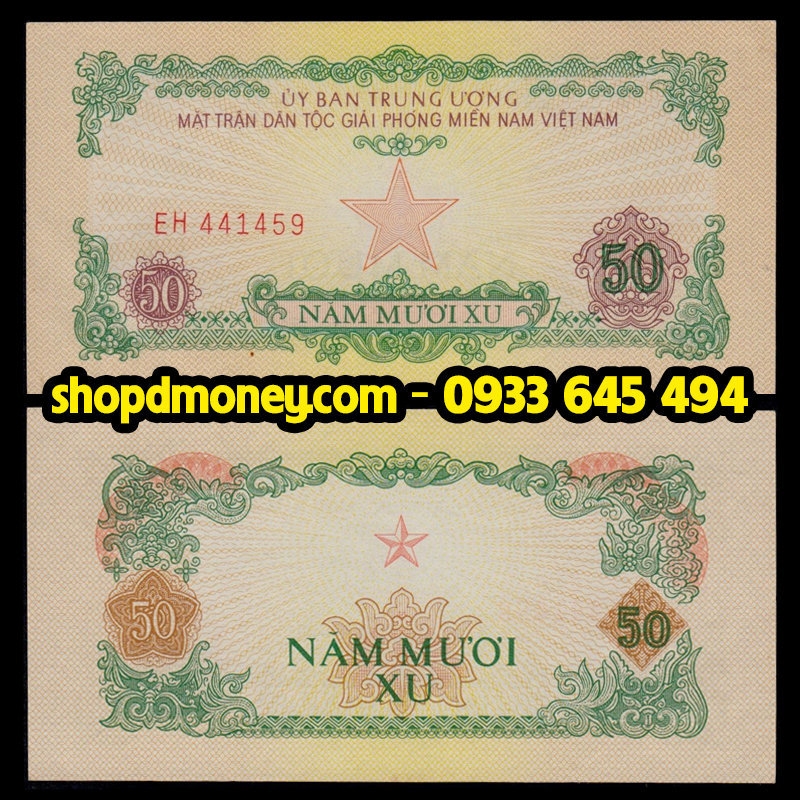 ỦY BAN TRUNG ƯƠNG
MẶT TRẬN DÂN TỘC GIẢI PHÓNG MIỀN NAM VIỆT NAM
EH 441459
50
50
NĂM MƯƠI XU
shopdmoney.com - 0933 645 494
50
50
NĂM MƯƠI
XU